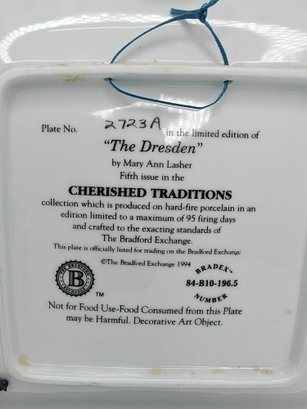 Plate No. 2723A in the limited edition of
"The Dresden"
by Mary Ann Lasher
Fifth issue in the
CHERISHED TRADITIONS
collection which is produced on hard-fire porcelain in an
edition limited to a maximum of 95 firing days
and crafted to the exacting standards of
The Bradford Exchange.
This plate is officially listed for trading on the Bradford Exchange
©The Bradford Exchange 1994
BRADEX
84-B10-196.5
NUMBER
B
TM
Not for Food Use-Food Consumed from this Plate
may be Harmful. Decorative Art Object.